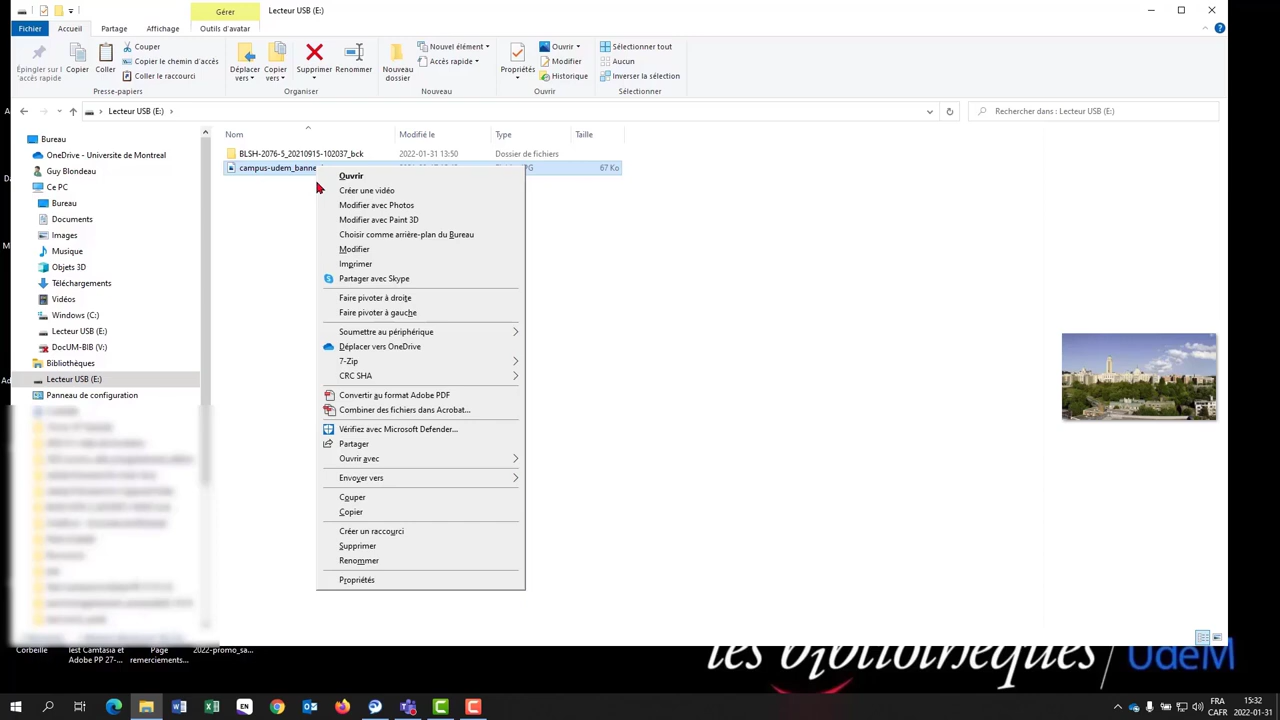 Gérer
Lecteur USB (E:)
Fichier
Accueil
Partage
Affichage
Outils d'avatar
Épingler sur l'accès rapide
Copier
Coller
Couper
Copier le chemin d'accès
Coller le raccourci
Presse-papiers
Déplacer vers
Copier vers
Supprimer
Renommer
Organiser
Nouveau dossier
Nouvel élément
Accès rapide
Nouveau
Propriétés
Ouvrir
Modifier
Historique
Ouvrir
Sélectionner tout
Aucun
Inverser la sélection
Sélectionner
Lecteur USB (E:)
Rechercher dans : Lecteur USB (E:)
Bureau
OneDrive - Universite de Montreal
Guy Blondeau
Ce PC
Bureau
Documents
Images
Musique
Objets 3D
Téléchargements
Vidéos
Windows (C:)
Lecteur USB (E:)
DocUM-BIB (V:)
Bibliothèques
Lecteur USB (E:)
Panneau de configuration
Nom
Modifié le
Type
Taille
BLSH-2076-5_20210915-102037_bck
2022-01-31 13:50
Dossier de fichiers
campus-udem_banne
67 Ko
Ouvrir
Créer une vidéo
Modifier avec Photos
Modifier avec Paint 3D
Choisir comme arrière-plan du Bureau
Modifier
Imprimer
Partager avec Skype
Faire pivoter à droite
Faire pivoter à gauche
Soumettre au périphérique
Déplacer vers OneDrive
7-Zip
CRC SHA
Convertir au format Adobe PDF
Combiner des fichiers dans Acrobat...
Vérifiez avec Microsoft Defender...
Partager
Ouvrir avec
Envoyer vers
Couper
Copier
Créer un raccourci
Supprimer
Renommer
Propriétés
Corbeille
Test Camtasia et Adobe PP 27-...
Page remerciements...
2022-promo_sa...
les bibliothèques/UdeM
FRA
CAFR
15:32
2022-01-31